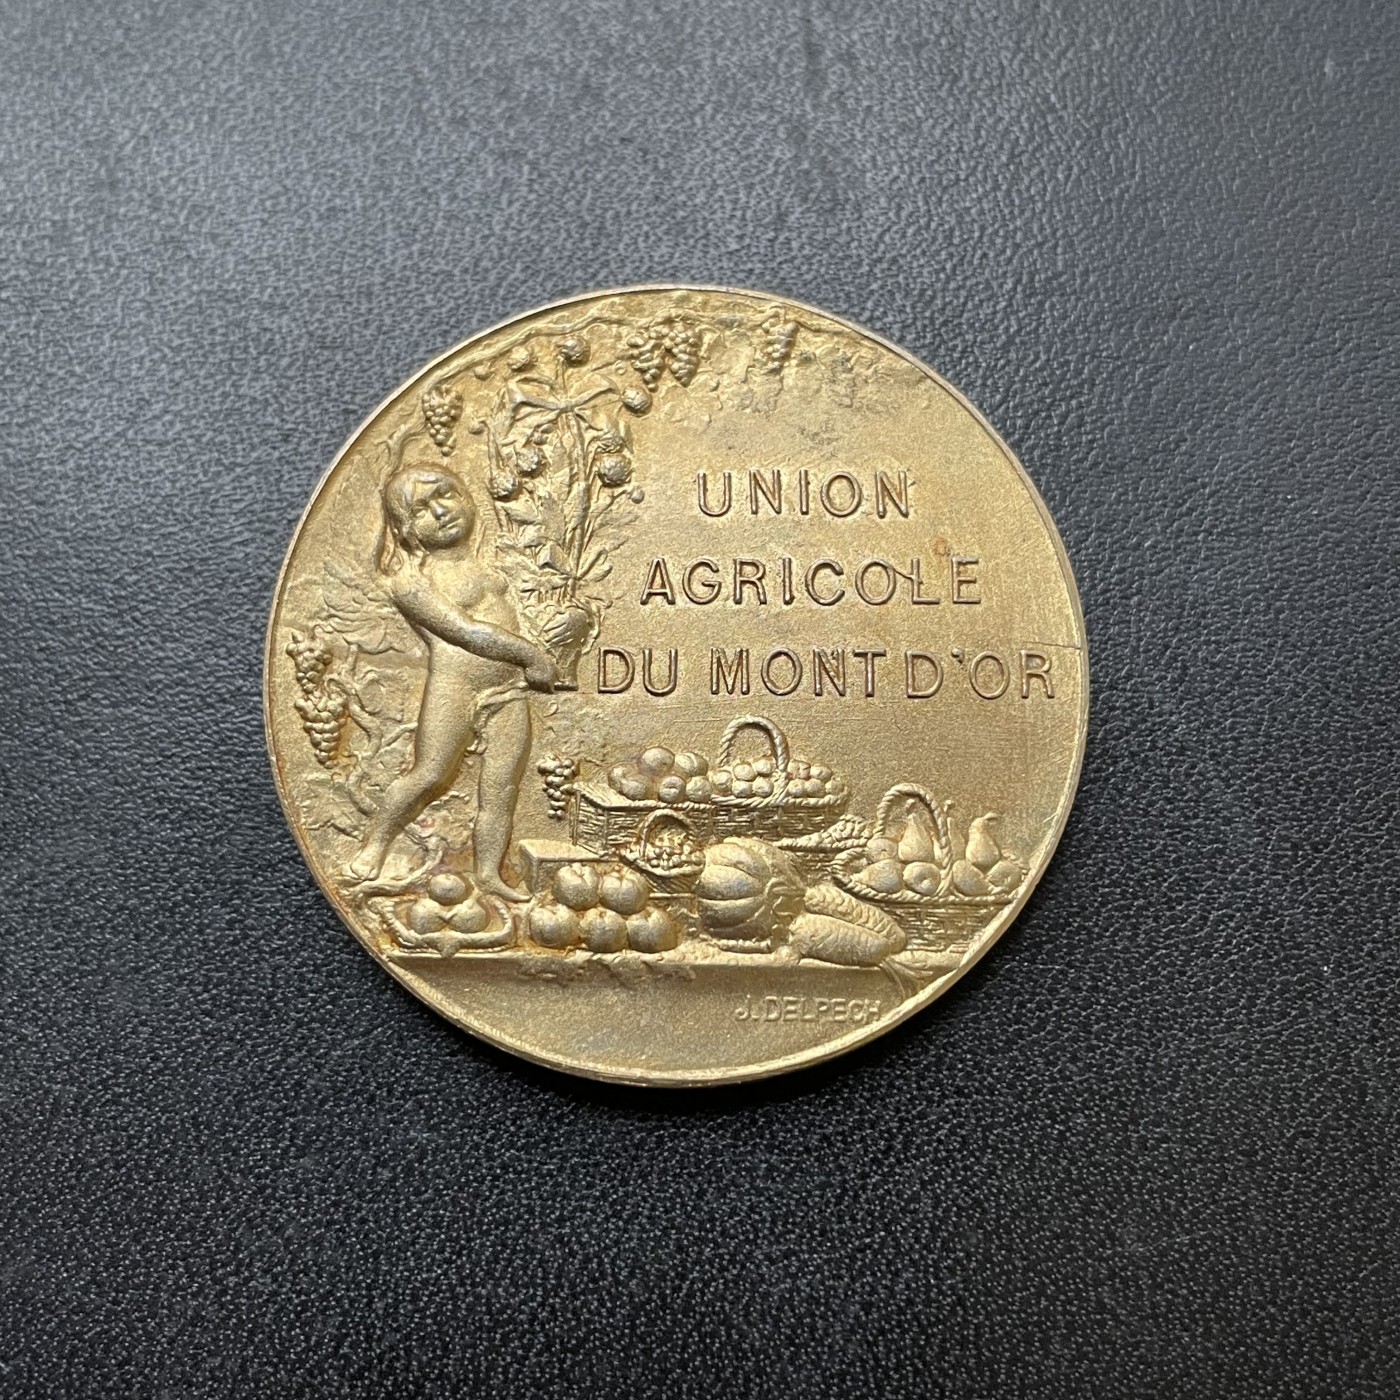 UNION
AGRICOLE
DU MONT D'OR
J. DELPECH